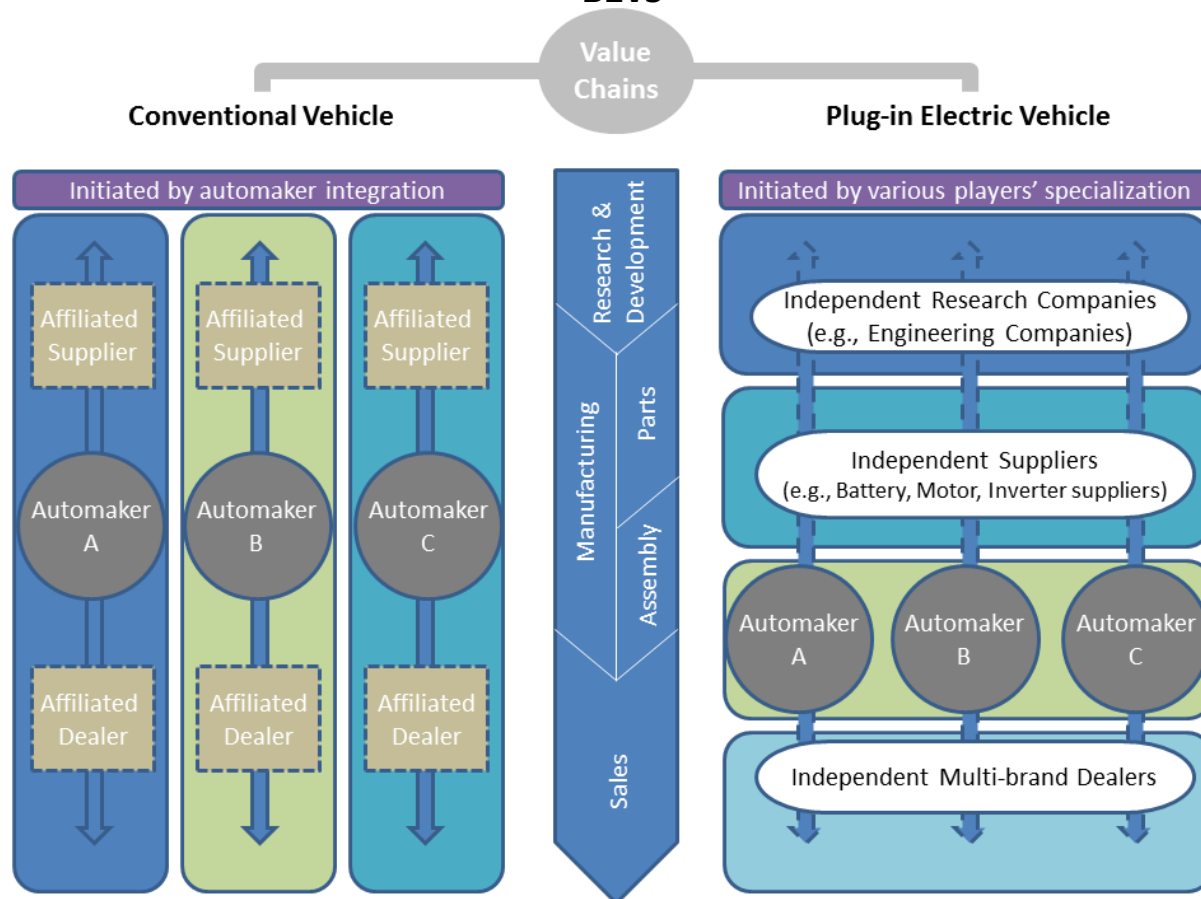 Value
Chains
Conventional Vehicle
Plug-in Electric Vehicle
Initiated by automaker integration
Affiliated
Supplier
Affiliated
Supplier
Affiliated
Supplier
Automaker
A
Automaker
B
Automaker
C
Affiliated
Dealer
Affiliated
Dealer
Affiliated
Dealer
Research &
Development
Manufacturing
Parts
Assembly
Sales
Initiated by various players’ specialization
Independent Research Companies
(e.g., Engineering Companies)
Independent Suppliers
(e.g., Battery, Motor, Inverter suppliers)
Automaker
A
Automaker
B
Automaker
C
Independent Multi-brand Dealers